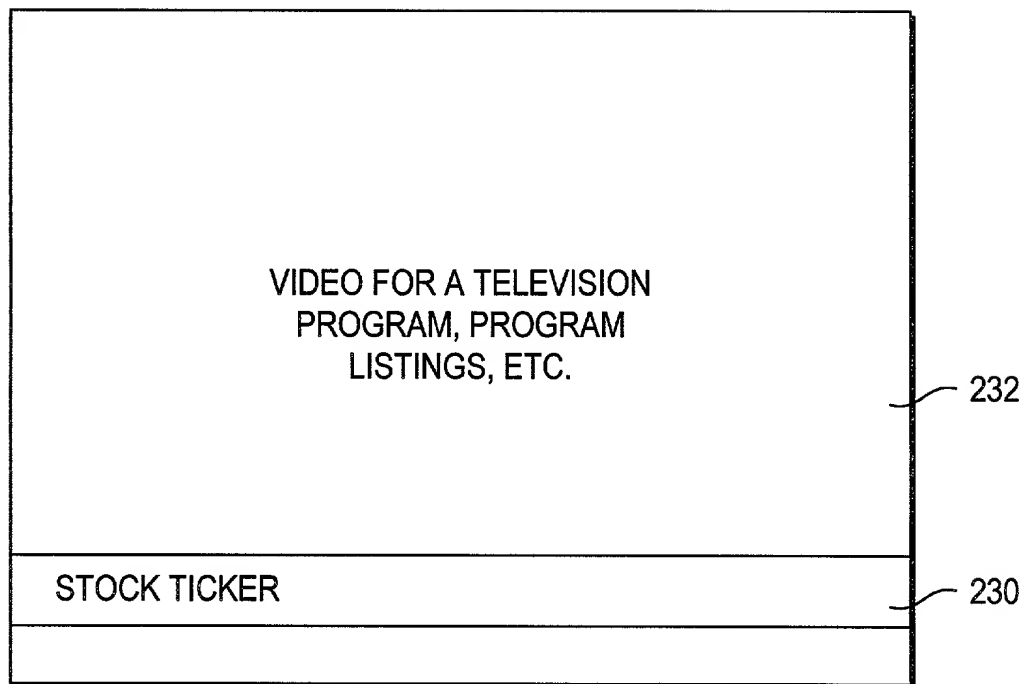 VIDEO FOR A TELEVISION
PROGRAM, PROGRAM
LISTINGS, ETC.
232
STOCK TICKER
230